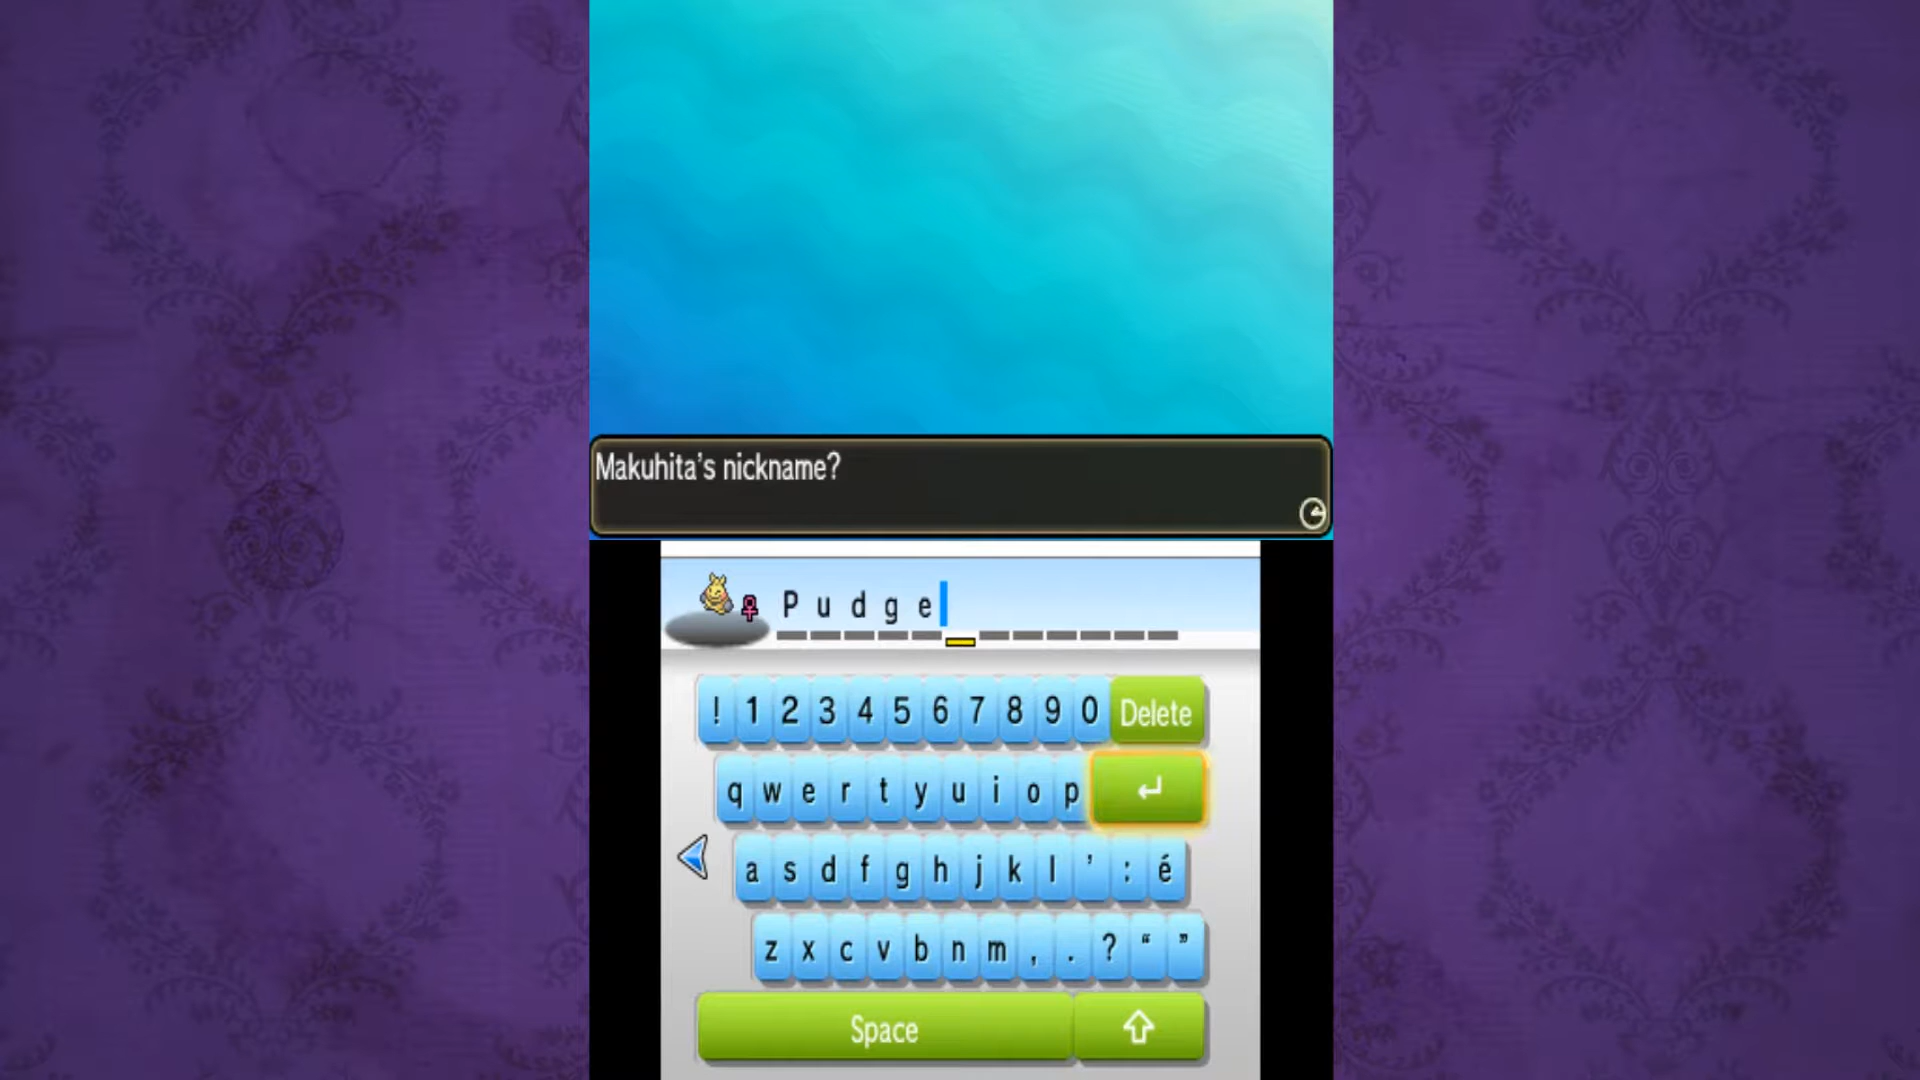 Makuhita's nickname?
Pudge
! 1 2 3 4 5 6 7 8 9 0 Delete
q w e r t y u i o p
a s d f g h j k l ’ : é
z x c v b n m , . ? “ ”
Space